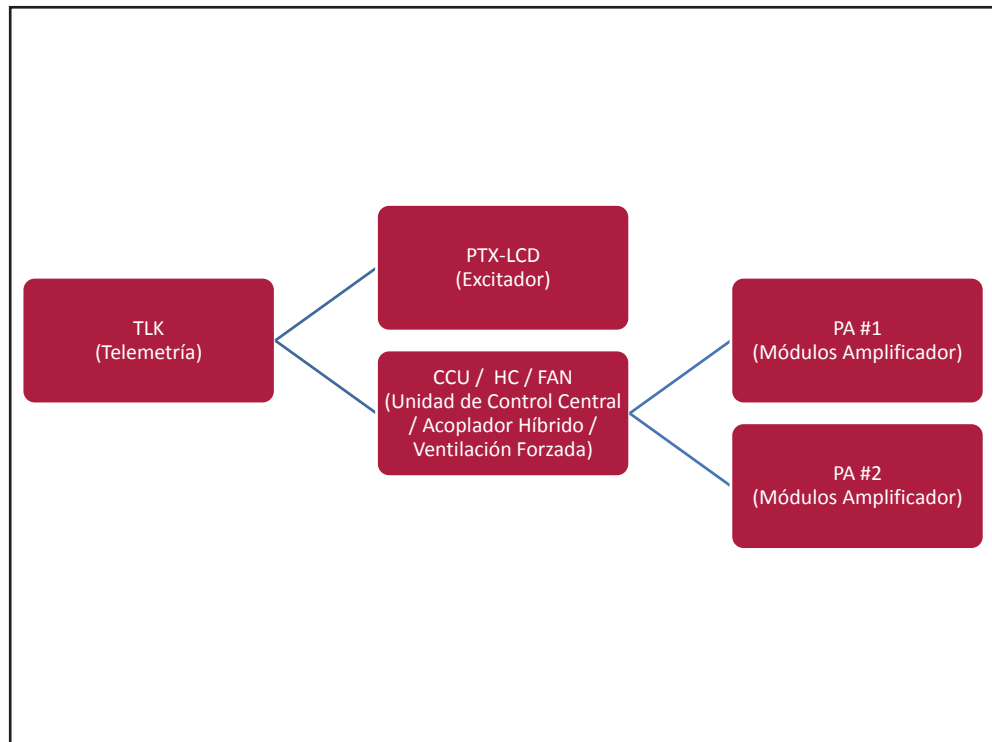 TLK
(Telemetría)
PTX-LCD
(Excitador)
CCU / HC / FAN
(Unidad de Control Central
/ Acoplador Híbrido /
Ventilación Forzada)
PA #1
(Módulos Amplificador)
PA #2
(Módulos Amplificador)